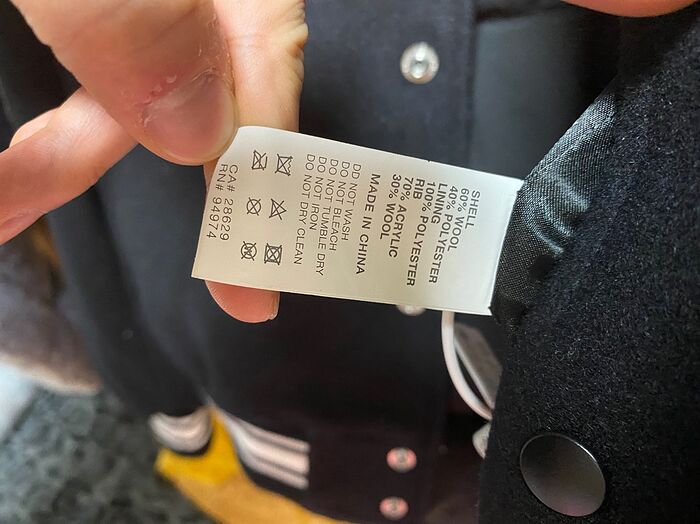 SHELL
60% WOOL
40% POLYESTER
LINING
100% POLYESTER
RIB
70% ACRYLIC
30% WOOL
MADE IN CHINA
DO NOT WASH
DO NOT BLEACH
DO NOT TUMBLE DRY
DO NOT IRON
DO NOT DRY CLEAN
CA# 28629
RN# 94974